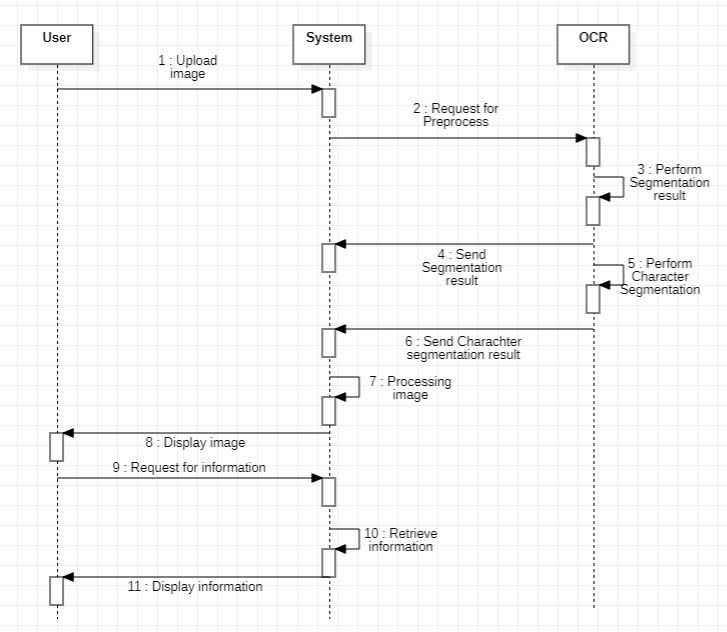 User
System
OCR
1 : Upload
image
2 : Request for
Preprocess
3 : Perform
Segmentation
result
4 : Send
Segmentation
result
5 : Perform
Character
Segmentation
6 : Send Charachter
segmentation result
7 : Processing
image
8 : Display image
9 : Request for information
10 : Retrieve
information
11 : Display information